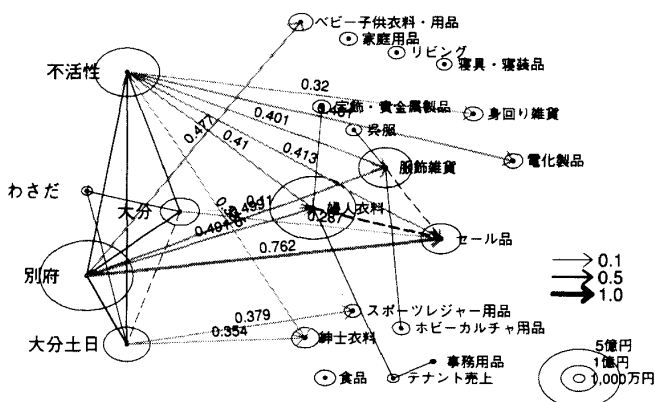 ベビー子供衣料・用品
家庭用品
リビング
寝具・寝装品
不活性
0.32
宝飾・貴金属製品
身回り雑貨
0.477
0.401
呉服
0.41
0.413
服飾雑貨
電化製品
わさだ
大分
婦人衣料
0.287
0.491
セール品
別府
0.762
0.1
0.5
1.0
大分土日
0.379
スポーツレジャー用品
0.354
紳士衣料
ホビーカルチャ用品
5億円
1億円
1,000万円
事務用品
食品
テナント売上